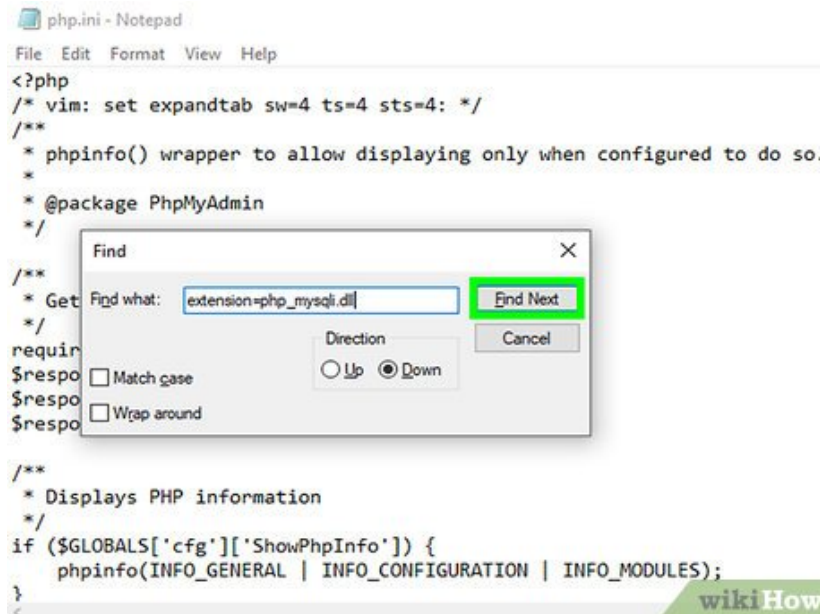 php.ini - Notepad
File Edit Format View Help
<?php
/* vim: set expandtab sw=4 ts=4 sts=4: */
/**
* phpinfo() wrapper to allow displaying only when configured to do so.
*
* @package PhpMyAdmin
*/
Find
/**
* Get
Find what:
extension=php_mysqli.dll
Find Next
*/
Direction
Cancel
requir
Up
Down
$respo
Match case
$respo
Wrap around
$respo
/**
* Displays PHP information
*/
if ($GLOBALS['cfg']['ShowPhpInfo']) {
phpinfo(INFO_GENERAL | INFO_CONFIGURATION | INFO_MODULES);
}
wikiHow